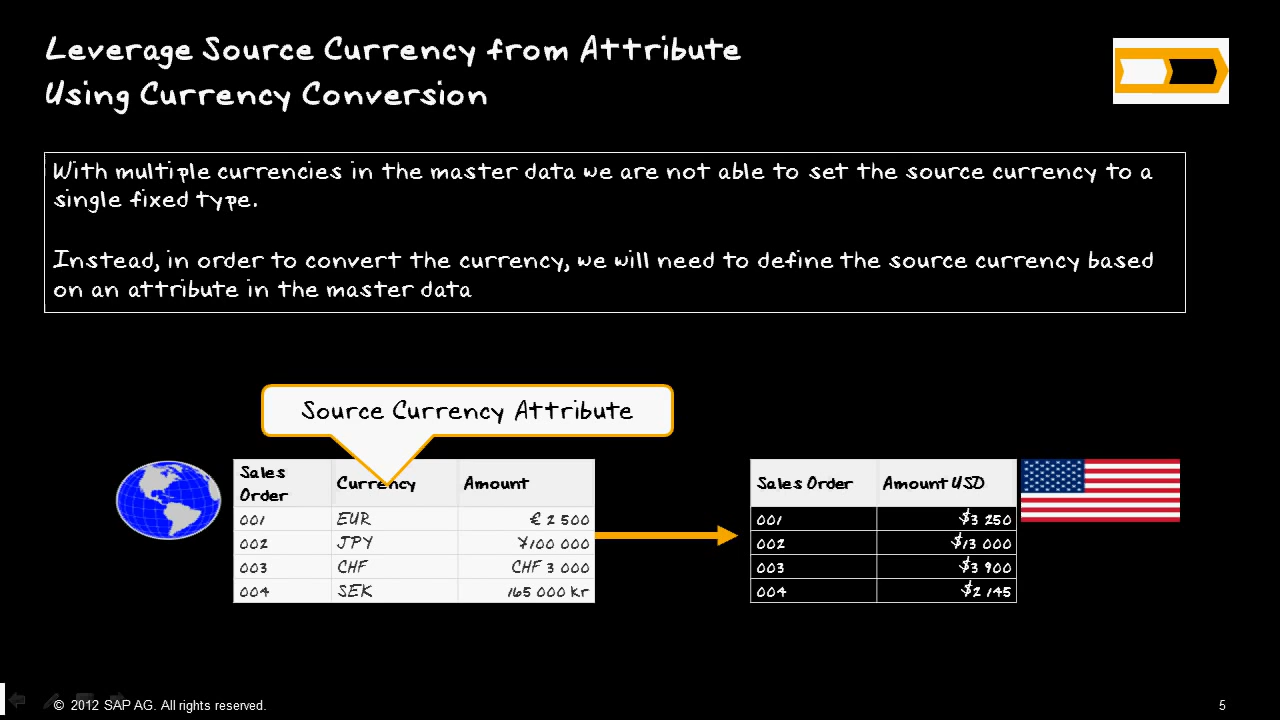 Leverage Source Currency from Attribute
Using Currency Conversion
With multiple currencies in the master data we are not able to set the source currency to a
single fixed type.
Instead, in order to convert the currency, we will need to define the source currency based
on an attribute in the master data
Source Currency Attribute
Sales Order Currency Amount
001 EUR € 2 500
002 JPY ¥100 000
003 CHF CHF 3 000
004 SEK 165 000 kr
Sales Order Amount USD
001 $3 250
002 $13 000
003 $3 900
004 $2 145
© 2012 SAP AG. All rights reserved.
5